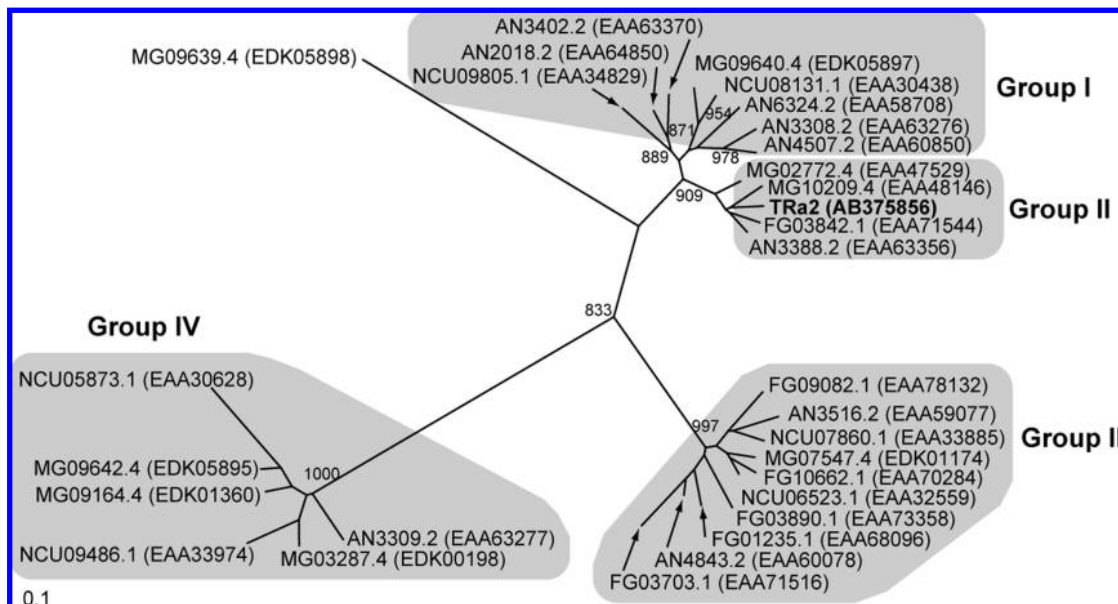 AN3402.2 (EAA63370)
MG09639.4 (EDK05898)
AN2018.2 (EAA64850)
NCU09805.1 (EAA34829)
MG09640.4 (EDK05897)
NCU08131.1 (EAA30438)
AN6324.2 (EAA58708)
AN3308.2 (EAA63276)
AN4507.2 (EAA60850)
Group I
954
871
889
978
909
MG02772.4 (EAA47529)
MG10209.4 (EAA48146)
TRa2 (AB375856)
FG03842.1 (EAA71544)
AN3388.2 (EAA63356)
Group II
833
Group IV
NCU05873.1 (EAA30628)
MG09642.4 (EDK05895)
MG09164.4 (EDK01360)
1000
NCU09486.1 (EAA33974)
AN3309.2 (EAA63277)
MG03287.4 (EDK00198)
997
FG09082.1 (EAA78132)
AN3516.2 (EAA59077)
NCU07860.1 (EAA33885)
MG07547.4 (EDK01174)
FG10662.1 (EAA70284)
NCU06523.1 (EAA32559)
FG03890.1 (EAA73358)
FG01235.1 (EAA68096)
AN4843.2 (EAA60078)
FG03703.1 (EAA71516)
Group II
0.1